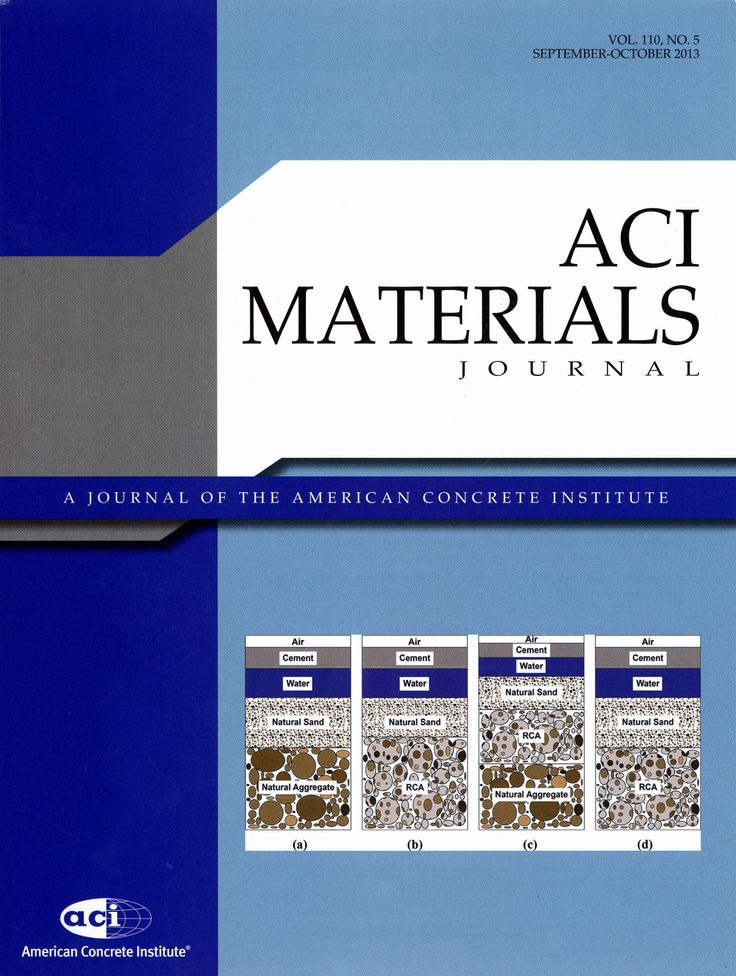 VOL. 110, NO. 5
SEPTEMBER-OCTOBER 2013
ACI
MATERIALS
JOURNAL
A JOURNAL OF THE AMERICAN CONCRETE INSTITUTE
Air
Cement
Water
Natural Sand
Natural Aggregate
(a)
Air
Cement
Water
Natural Sand
RCA
(b)
Air
Cement
Water
Natural Sand
RCA
Natural Aggregate
(c)
Air
Cement
Water
Natural Sand
RCA
(d)
aci
American Concrete Institute®